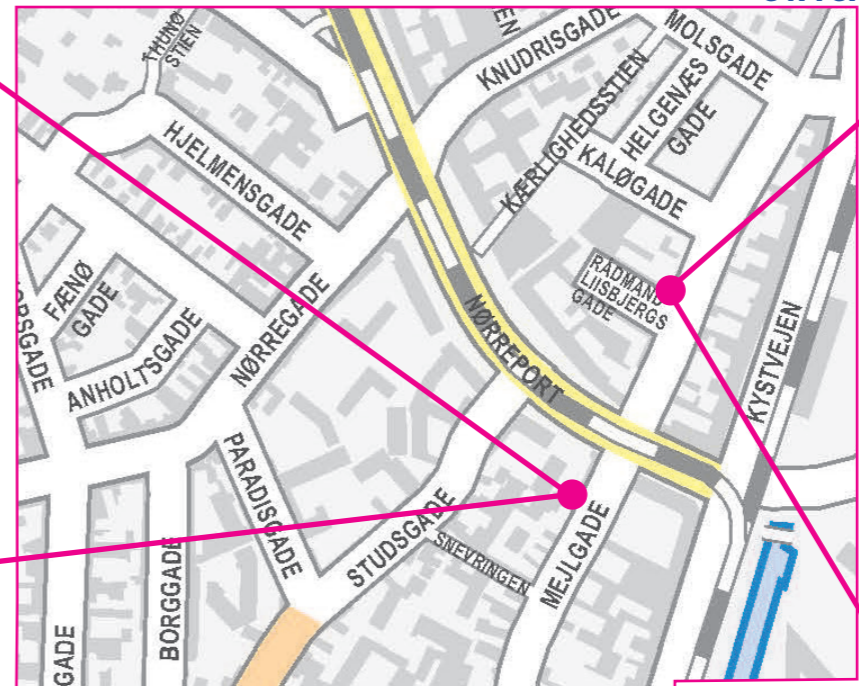 THUNØ
STIEN
STIEN
KNUDRISGADE
MOLSGADE
HJELMENSGADE
KÆRLIGHEDSSTIEN
HELGENÆS
GADE
KALØGADE
FÆNØ
GADE
RÅDMAND
LIISBJERGS
GADE
NØRREGADE
NØRREPORT
KYSTVEJEN
ANHOLTSGADE
PARADISGADE
STUDSGADE
SNEVRINGEN
MEJLGADE
BORGGADE
GADE